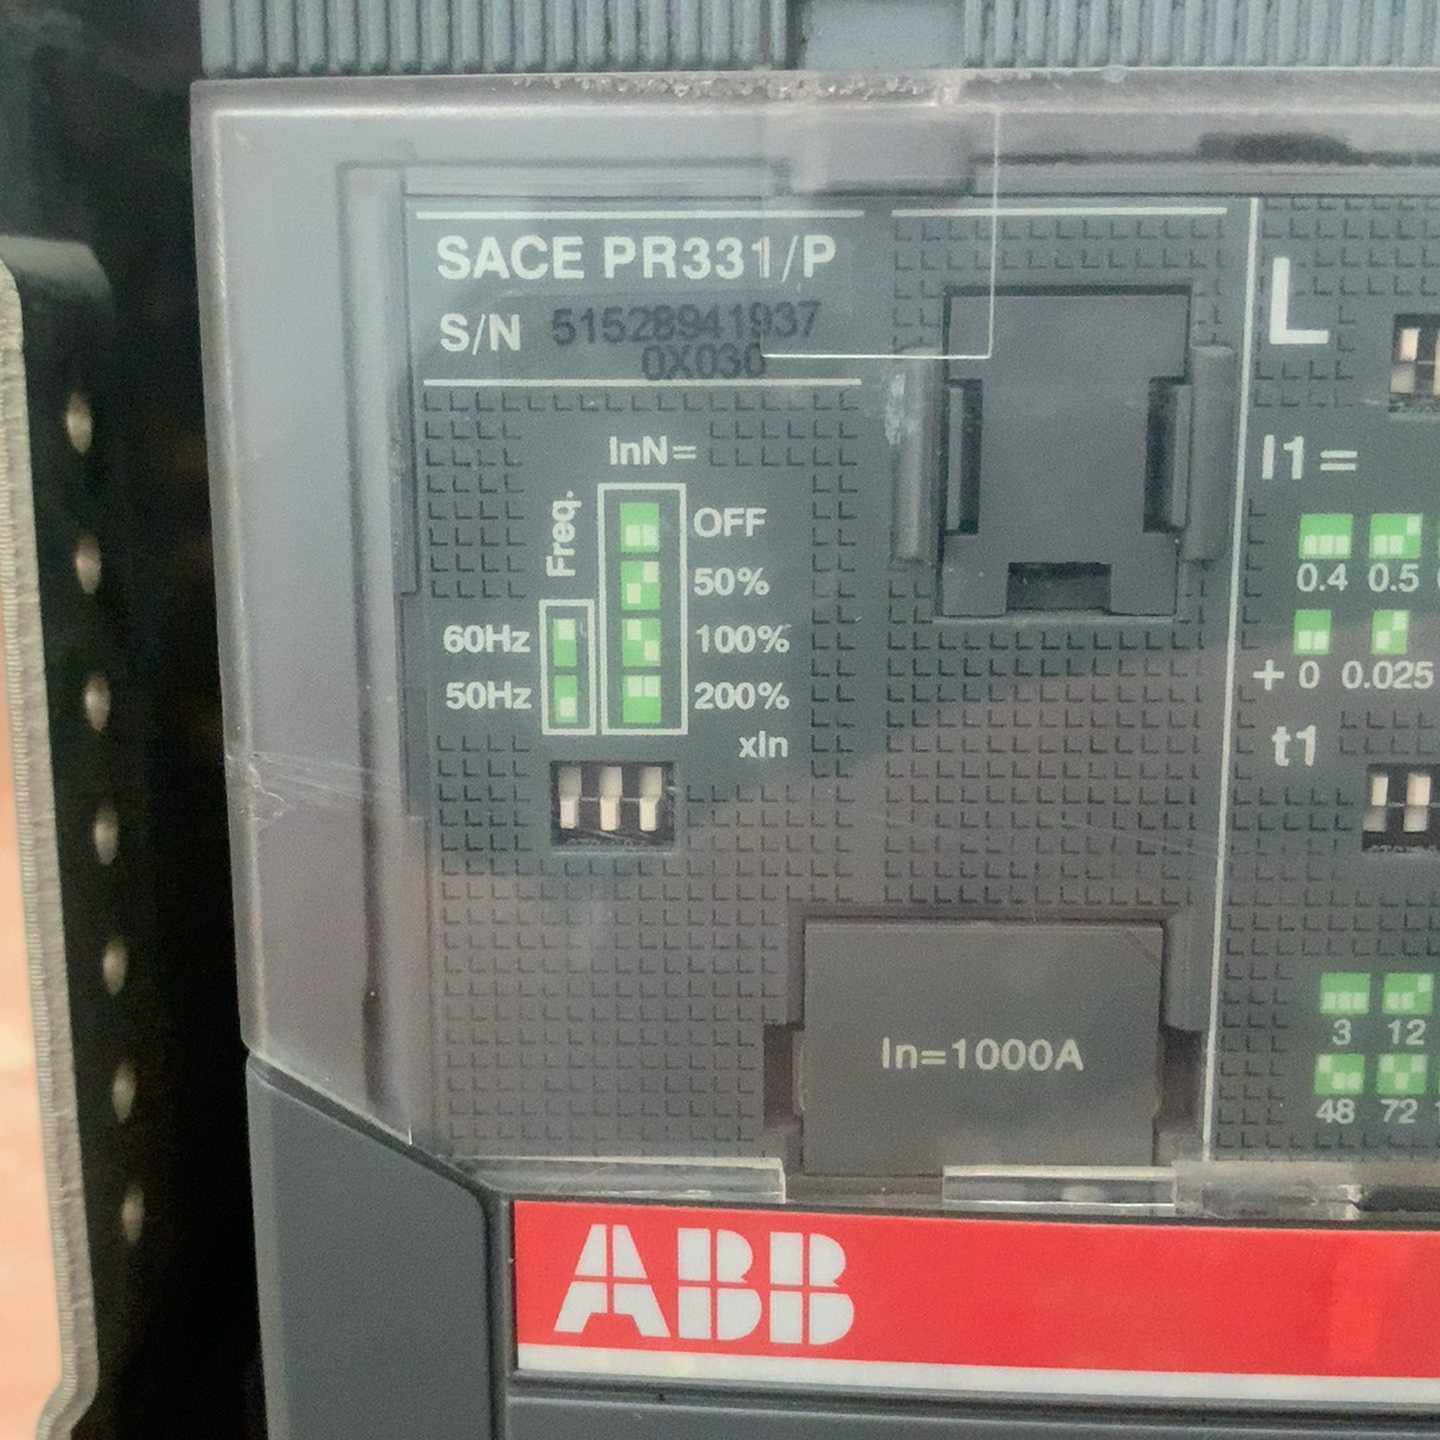 SACE PR331/P
S/N 51528941937
0X030
InN=
Freq.
OFF
50%
60Hz 100%
50Hz 200%
xIn
In=1000A
L
I1=
0.4 0.5
+ 0 0.025
t1
3 12
48 72
ABB